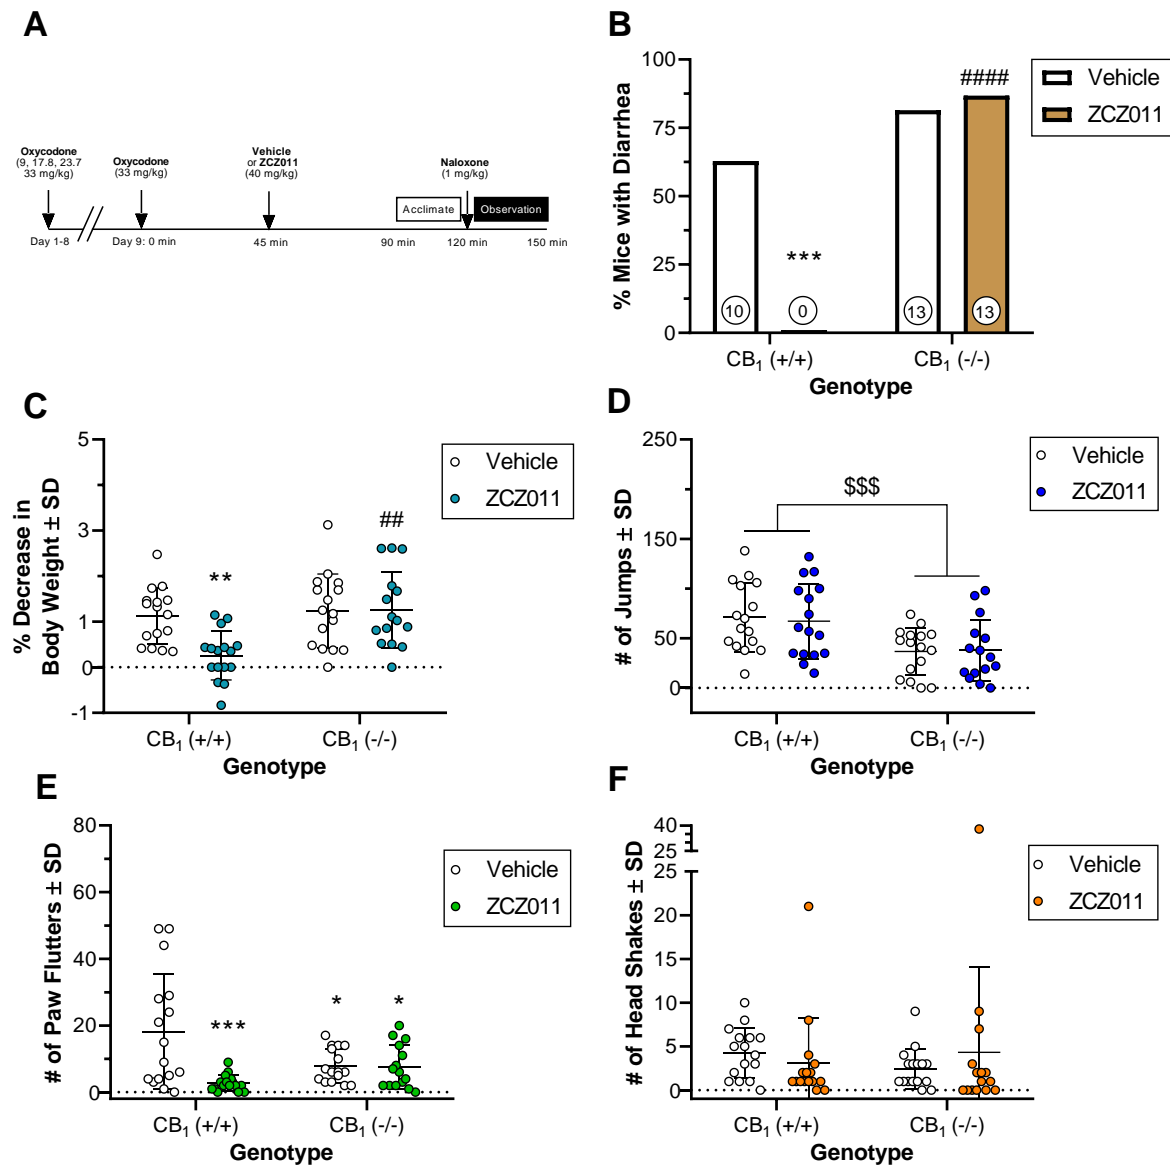 A
Oxycodone
(9, 17.8, 23.7
33 mg/kg)
Oxycodone
(33 mg/kg)
Vehicle
or ZCZ011
(40 mg/kg)
Naloxone
(1 mg/kg)
Acclimate
Observation
Day 1-8
Day 9: 0 min
45 min
90 min
120 min
150 min
B
% Mice with Diarrhea
100
75
50
25
0
***
####
10
0
13
13
CB₁ (+/+)
CB₁ (-/-)
Genotype
Vehicle
ZCZ011
C
% Decrease in
Body Weight ± SD
5
3
1
0
-1
**
##
CB₁ (+/+)
CB₁ (-/-)
Genotype
Vehicle
ZCZ011
D
# of Jumps ± SD
250
150
50
0
$$$
CB₁ (+/+)
CB₁ (-/-)
Genotype
Vehicle
ZCZ011
E
# of Paw Flutters ± SD
80
60
40
20
0
***
*
*
CB₁ (+/+)
CB₁ (-/-)
Genotype
Vehicle
ZCZ011
F
# of Head Shakes ± SD
40
25
25
20
15
10
5
0
CB₁ (+/+)
CB₁ (-/-)
Genotype
Vehicle
ZCZ011